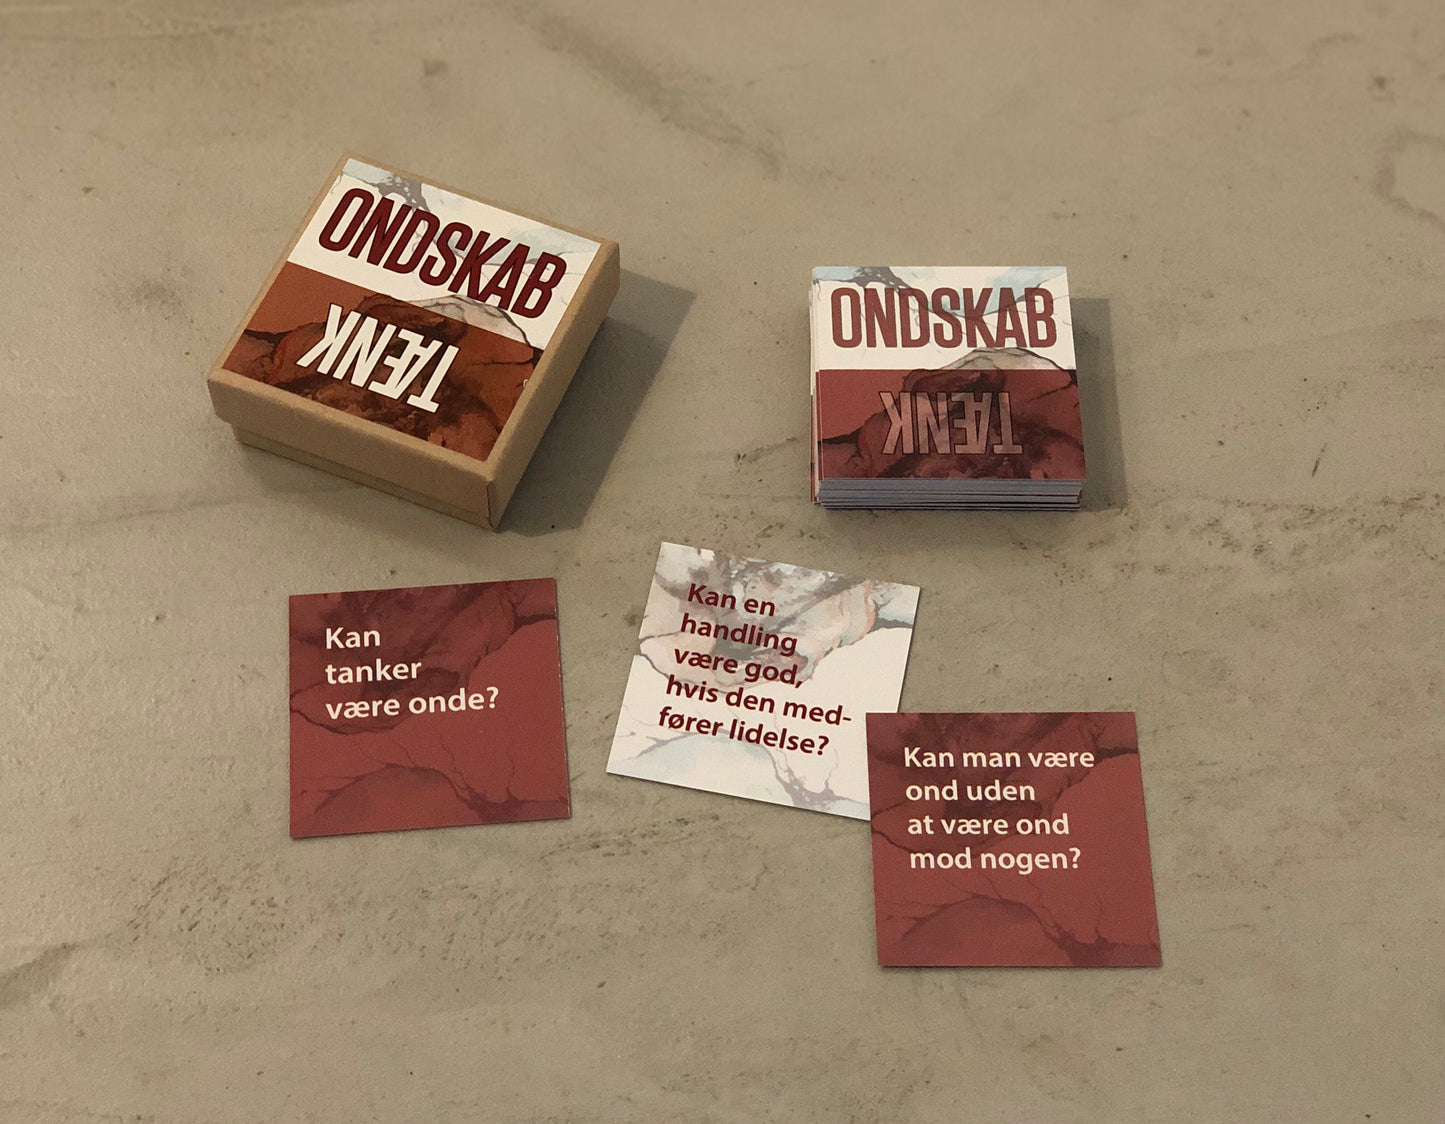 ONDSKAB
TÆNK
ONDSKAB
TÆNK
Kan
tanker
være onde?
Kan en
handling
være god,
hvis den med-
fører lidelse?
Kan man være
ond uden
at være ond
mod nogen?